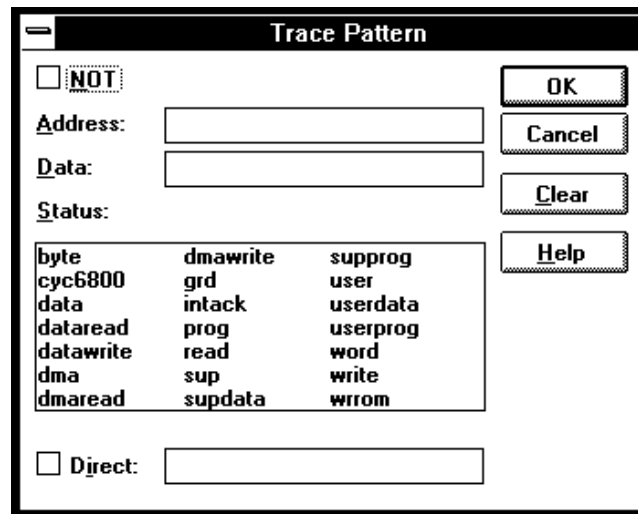 Trace Pattern
NOT
OK
Address:
Cancel
Data:
Clear
Status:
Help
byte dmawrite supprog
cyc6800 grd user
data intack userdata
dataread prog userprog
datawrite read word
dma sup write
dmaread supdata wrrom
Direct: